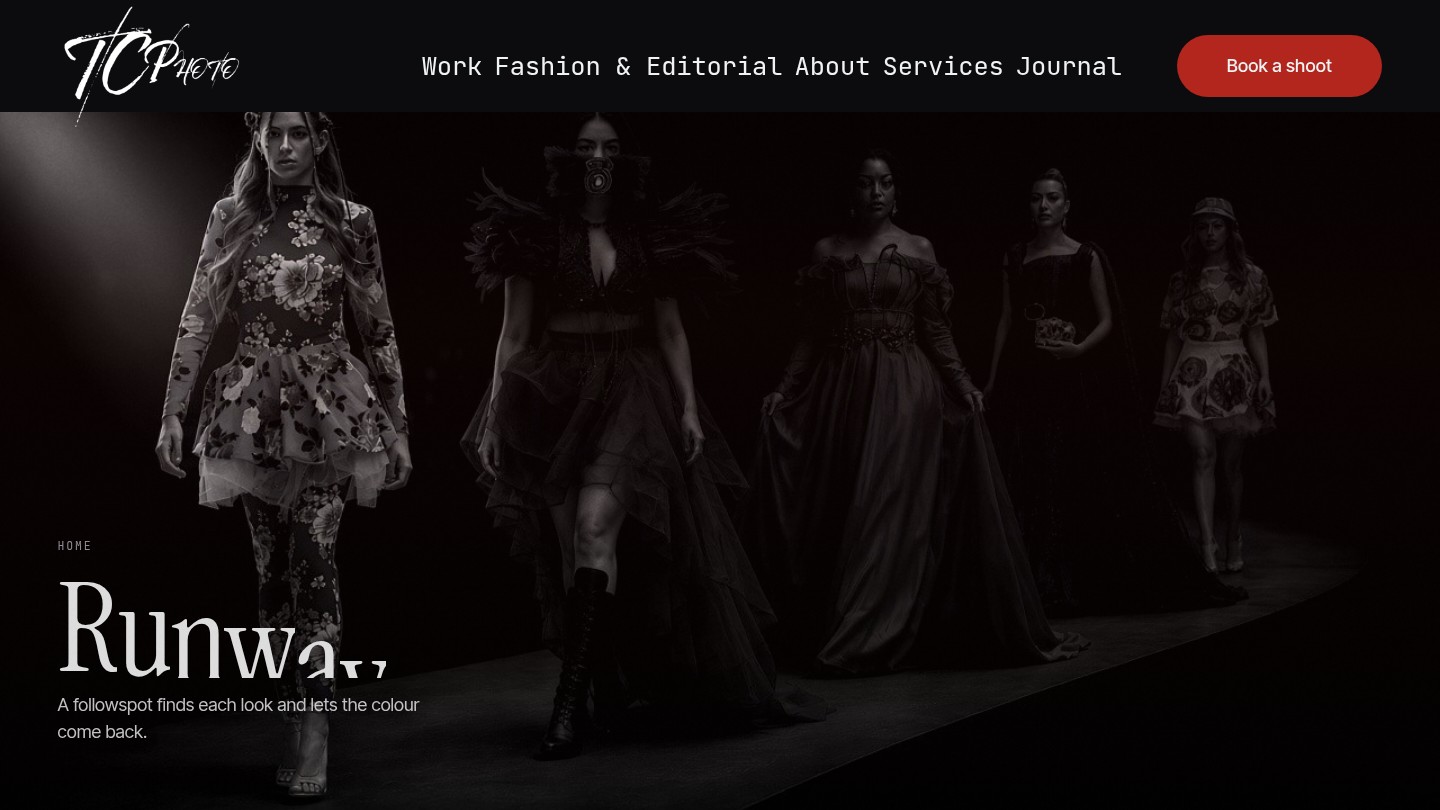 TCPHOTO
Work Fashion & Editorial About Services Journal
Book a shoot
HOME
Runway
A followspot finds each look and lets the colour
come back.